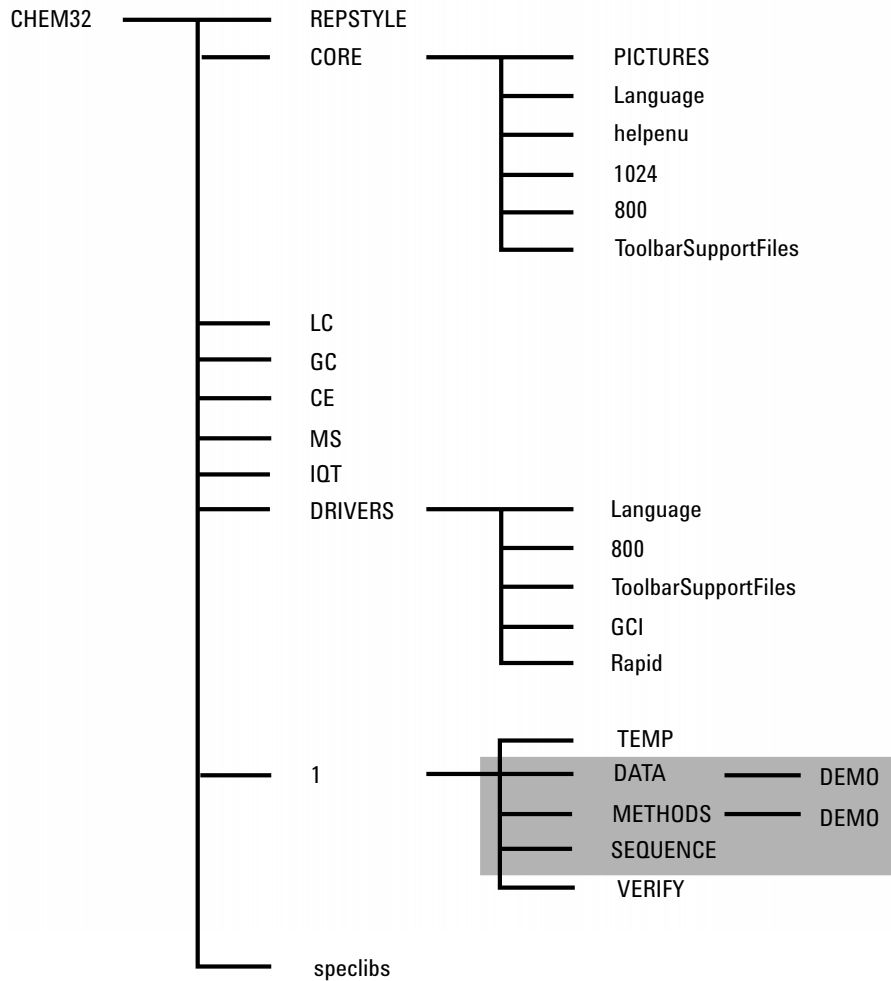 CHEM32 REPSTYLE
CORE PICTURES
Language
helpenu
1024
800
ToolbarSupportFiles
LC
GC
CE
MS
IQT
DRIVERS Language
800
ToolbarSupportFiles
GCI
Rapid
TEMP
1 DATA DEMO
METHODS DEMO
SEQUENCE
VERIFY
speclibs